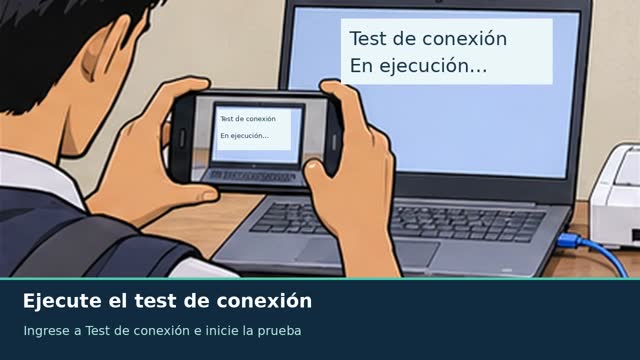 Test de conexión
En ejecución...
Test de conexión
En ejecución...
Ejecute el test de conexión
Ingrese a Test de conexión e inicie la prueba